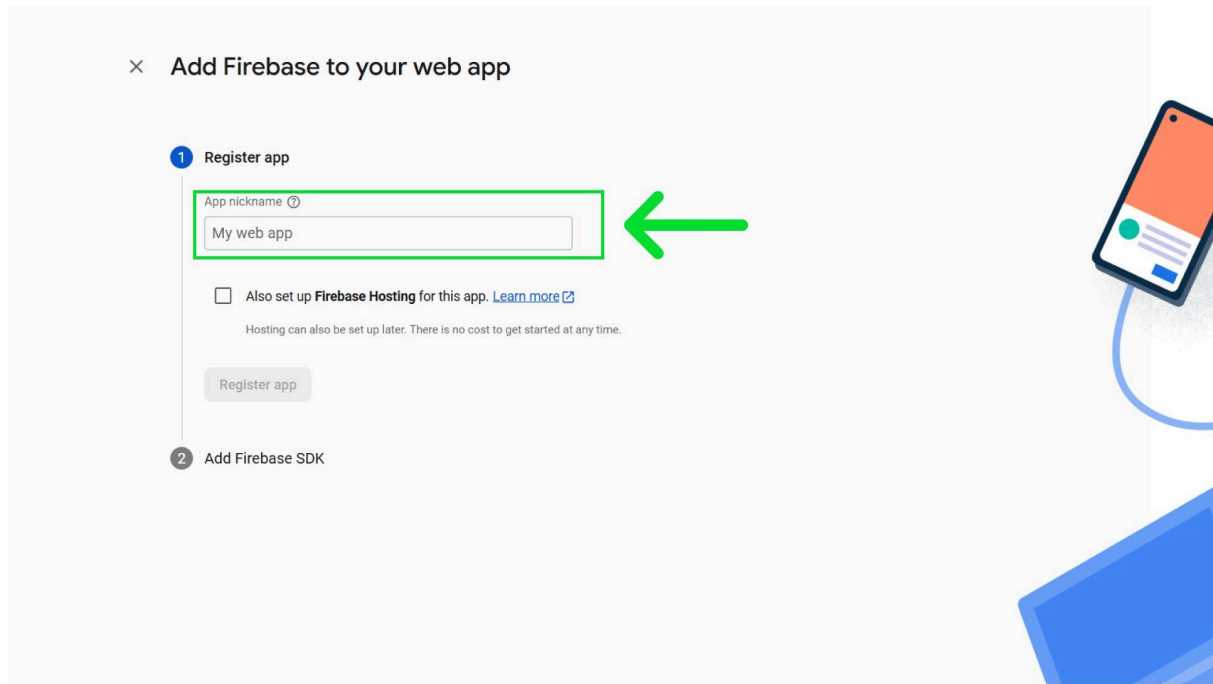 Add Firebase to your web app
1 Register app
App nickname
My web app
Also set up Firebase Hosting for this app. Learn more
Hosting can also be set up later. There is no cost to get started at any time.
Register app
2 Add Firebase SDK